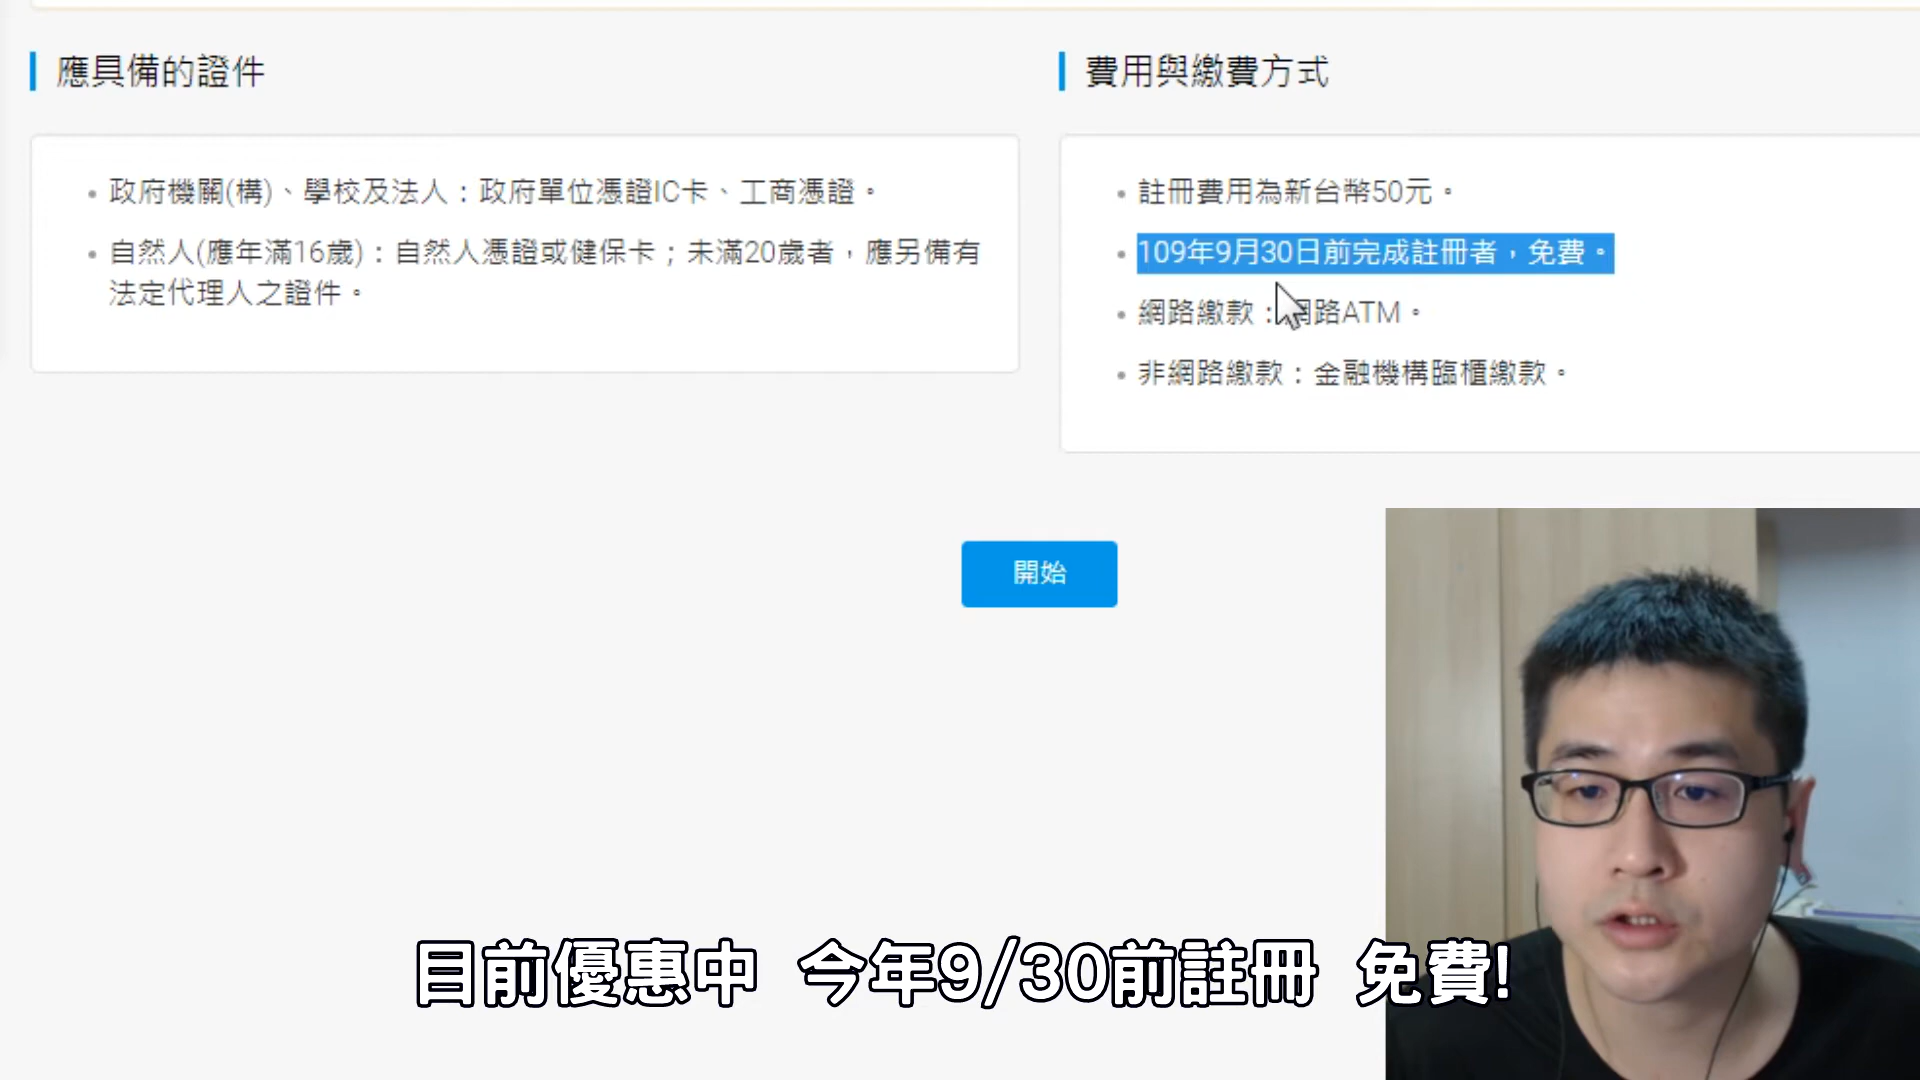 應具備的證件
政府機關(構)、學校及法人：政府單位憑證IC卡、工商憑證。
自然人(應年滿16歲)：自然人憑證或健保卡；未滿20歲者，應另備有
法定代理人之證件。
費用與繳費方式
註冊費用為新台幣50元。
109年9月30日前完成註冊者，免費。
網路繳款：網路ATM。
非網路繳款：金融機構臨櫃繳款。
開始
目前優惠中 今年9/30前註冊 免費!